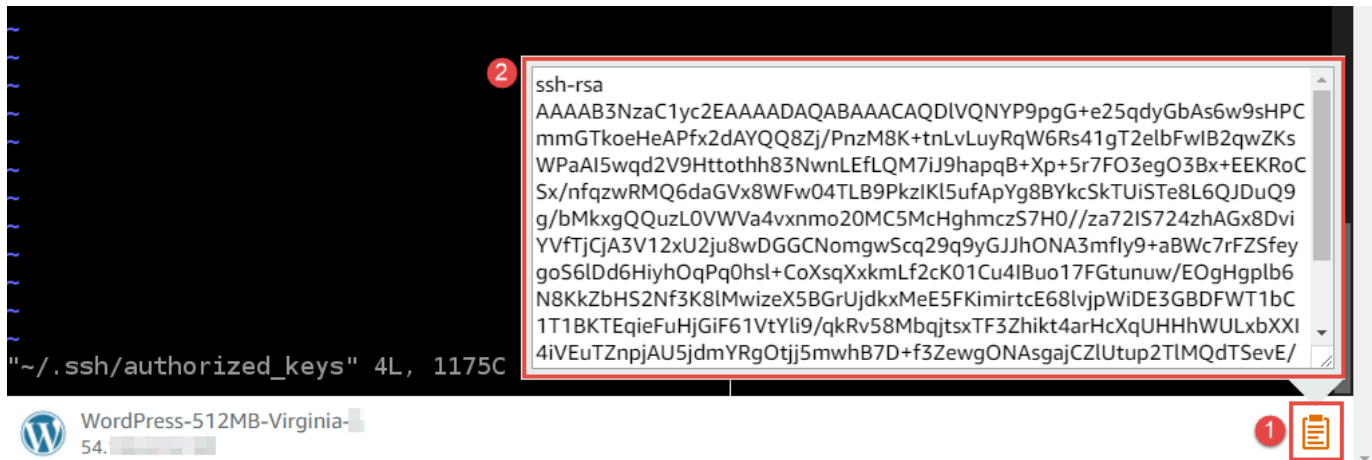 ~
~
~
~
~
~
~
~
~
~
~
~
"~/.ssh/authorized_keys" 4L, 1175C
2
ssh-rsa
AAAAB3NzaC1yc2EAAAADAQABAAACAQDlVQNYP9pgG+e25qdyGbAs6w9sHPC
mmGTkoeHeAPfx2dAYQQ8Zj/PnzM8K+tnLvLuyRqW6Rs41gT2elbFwIB2qwZKs
WPaAI5wqd2V9Httothh83NwnLEfLQM7iJ9hapqB+Xp+5r7FO3egO3Bx+EEKRoC
Sx/nfqzwRMQ6daGVx8WFw04TLB9PkzIKl5ufApYg8BYkcSkTUiSTe8L6QJDuQ9
g/bMkxgQQuzL0VWVa4vxnmo20MC5McHghmczS7H0//za72IS724zhAGx8Dvi
YVfTjCjA3V12xU2ju8wDGGCNomgwScq29q9yGJJhONA3mfIy9+aBWc7rFZSfey
goS6lDd6HiyhOqPq0hsl+CoXsqXxkmLf2cK01Cu4IBuo17FGtunuw/EOgHgplb6
N8KkZbHS2Nf3K8lMwizeX5BGrUjdkxMeE5FKimirtcE68lvjpWiDE3GBDFWT1bC
1T1BKTEqieFuHjGiF61VtYli9/qkRv58MbqjtsxTF3Zhikt4arHcXqUHHhWULxbXXI
4iVEuTZnpjAU5jdmYRgOtjj5mwhB7D+f3ZewgONAsgajCZlUtup2TlMQdTSevE/
WordPress-512MB-Virginia-
54.
1